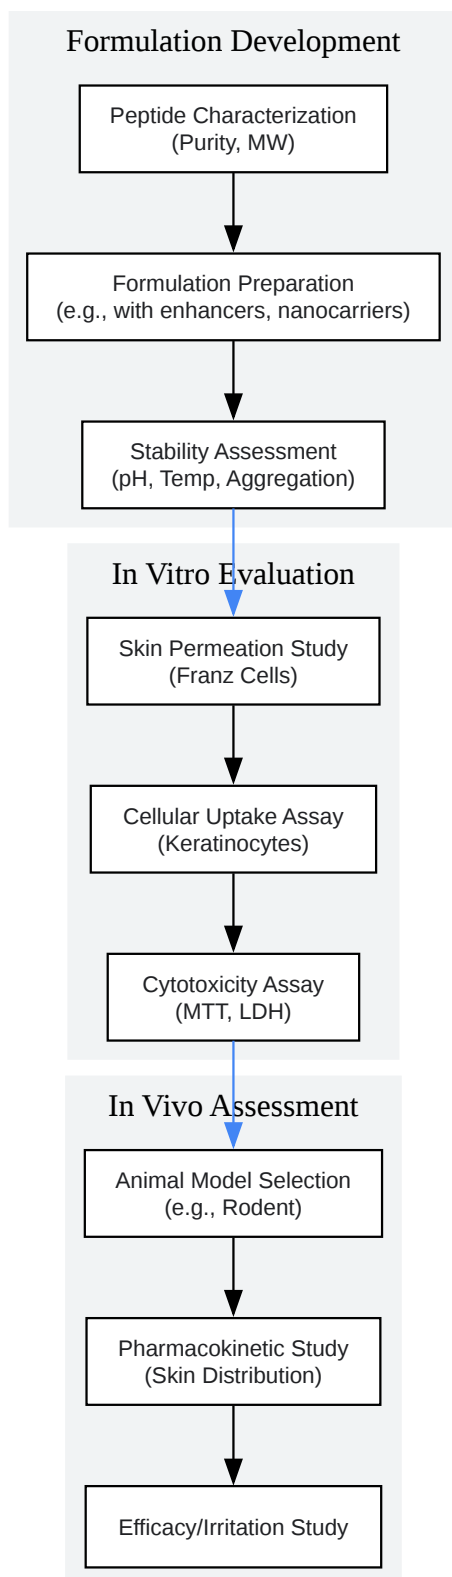 Formulation Development
Peptide Characterization
(Purity, MW)
Formulation Preparation
(e.g., with enhancers, nanocarriers)
Stability Assessment
(pH, Temp, Aggregation)
In Vitro Evaluation
Skin Permeation Study
(Franz Cells)
Cellular Uptake Assay
(Keratinocytes)
Cytotoxicity Assay
(MTT, LDH)
In Vivo Assessment
Animal Model Selection
(e.g., Rodent)
Pharmacokinetic Study
(Skin Distribution)
Efficacy/Irritation Study